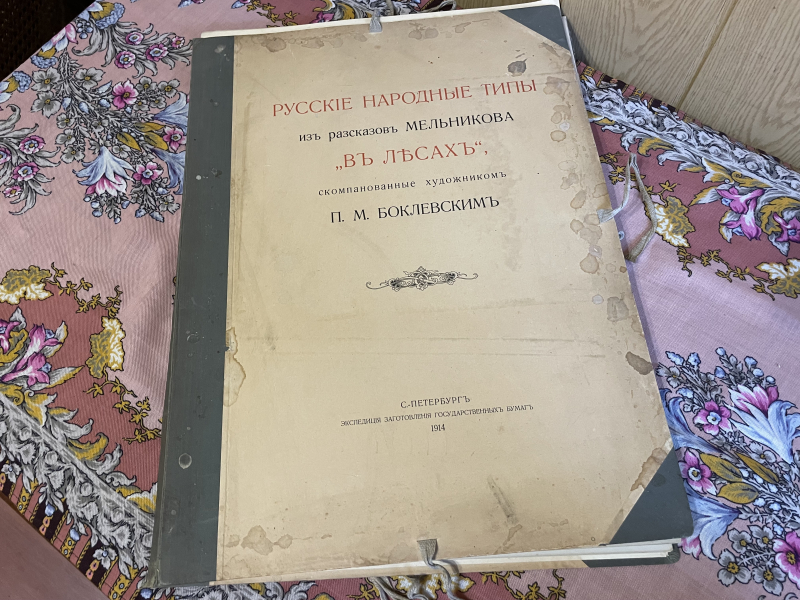 РУССКIЕ НАРОДНЫЕ ТИПЫ
изъ разсказовъ МЕЛЬНИКОВА
„ВЪ ЛѢСАХЪ“,
скомпанованные художникомъ
П. М. БОКЛЕВСКИМЪ
С.-ПЕТЕРБУРГЪ
ЭКСПЕДИЦIЯ ЗАГОТОВЛЕНIЯ ГОСУДАРСТВЕННЫХЪ БУМАГЪ
1914